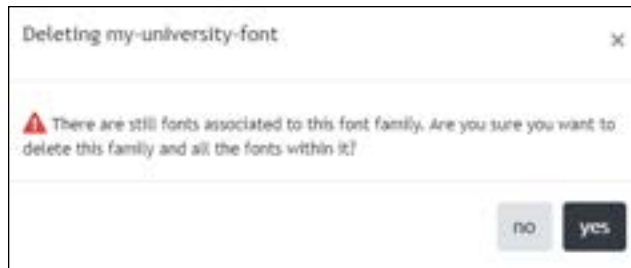 Deleting my-university-font
×
There are still fonts associated to this font family. Are you sure you want to
delete this family and all the fonts within it?
no yes